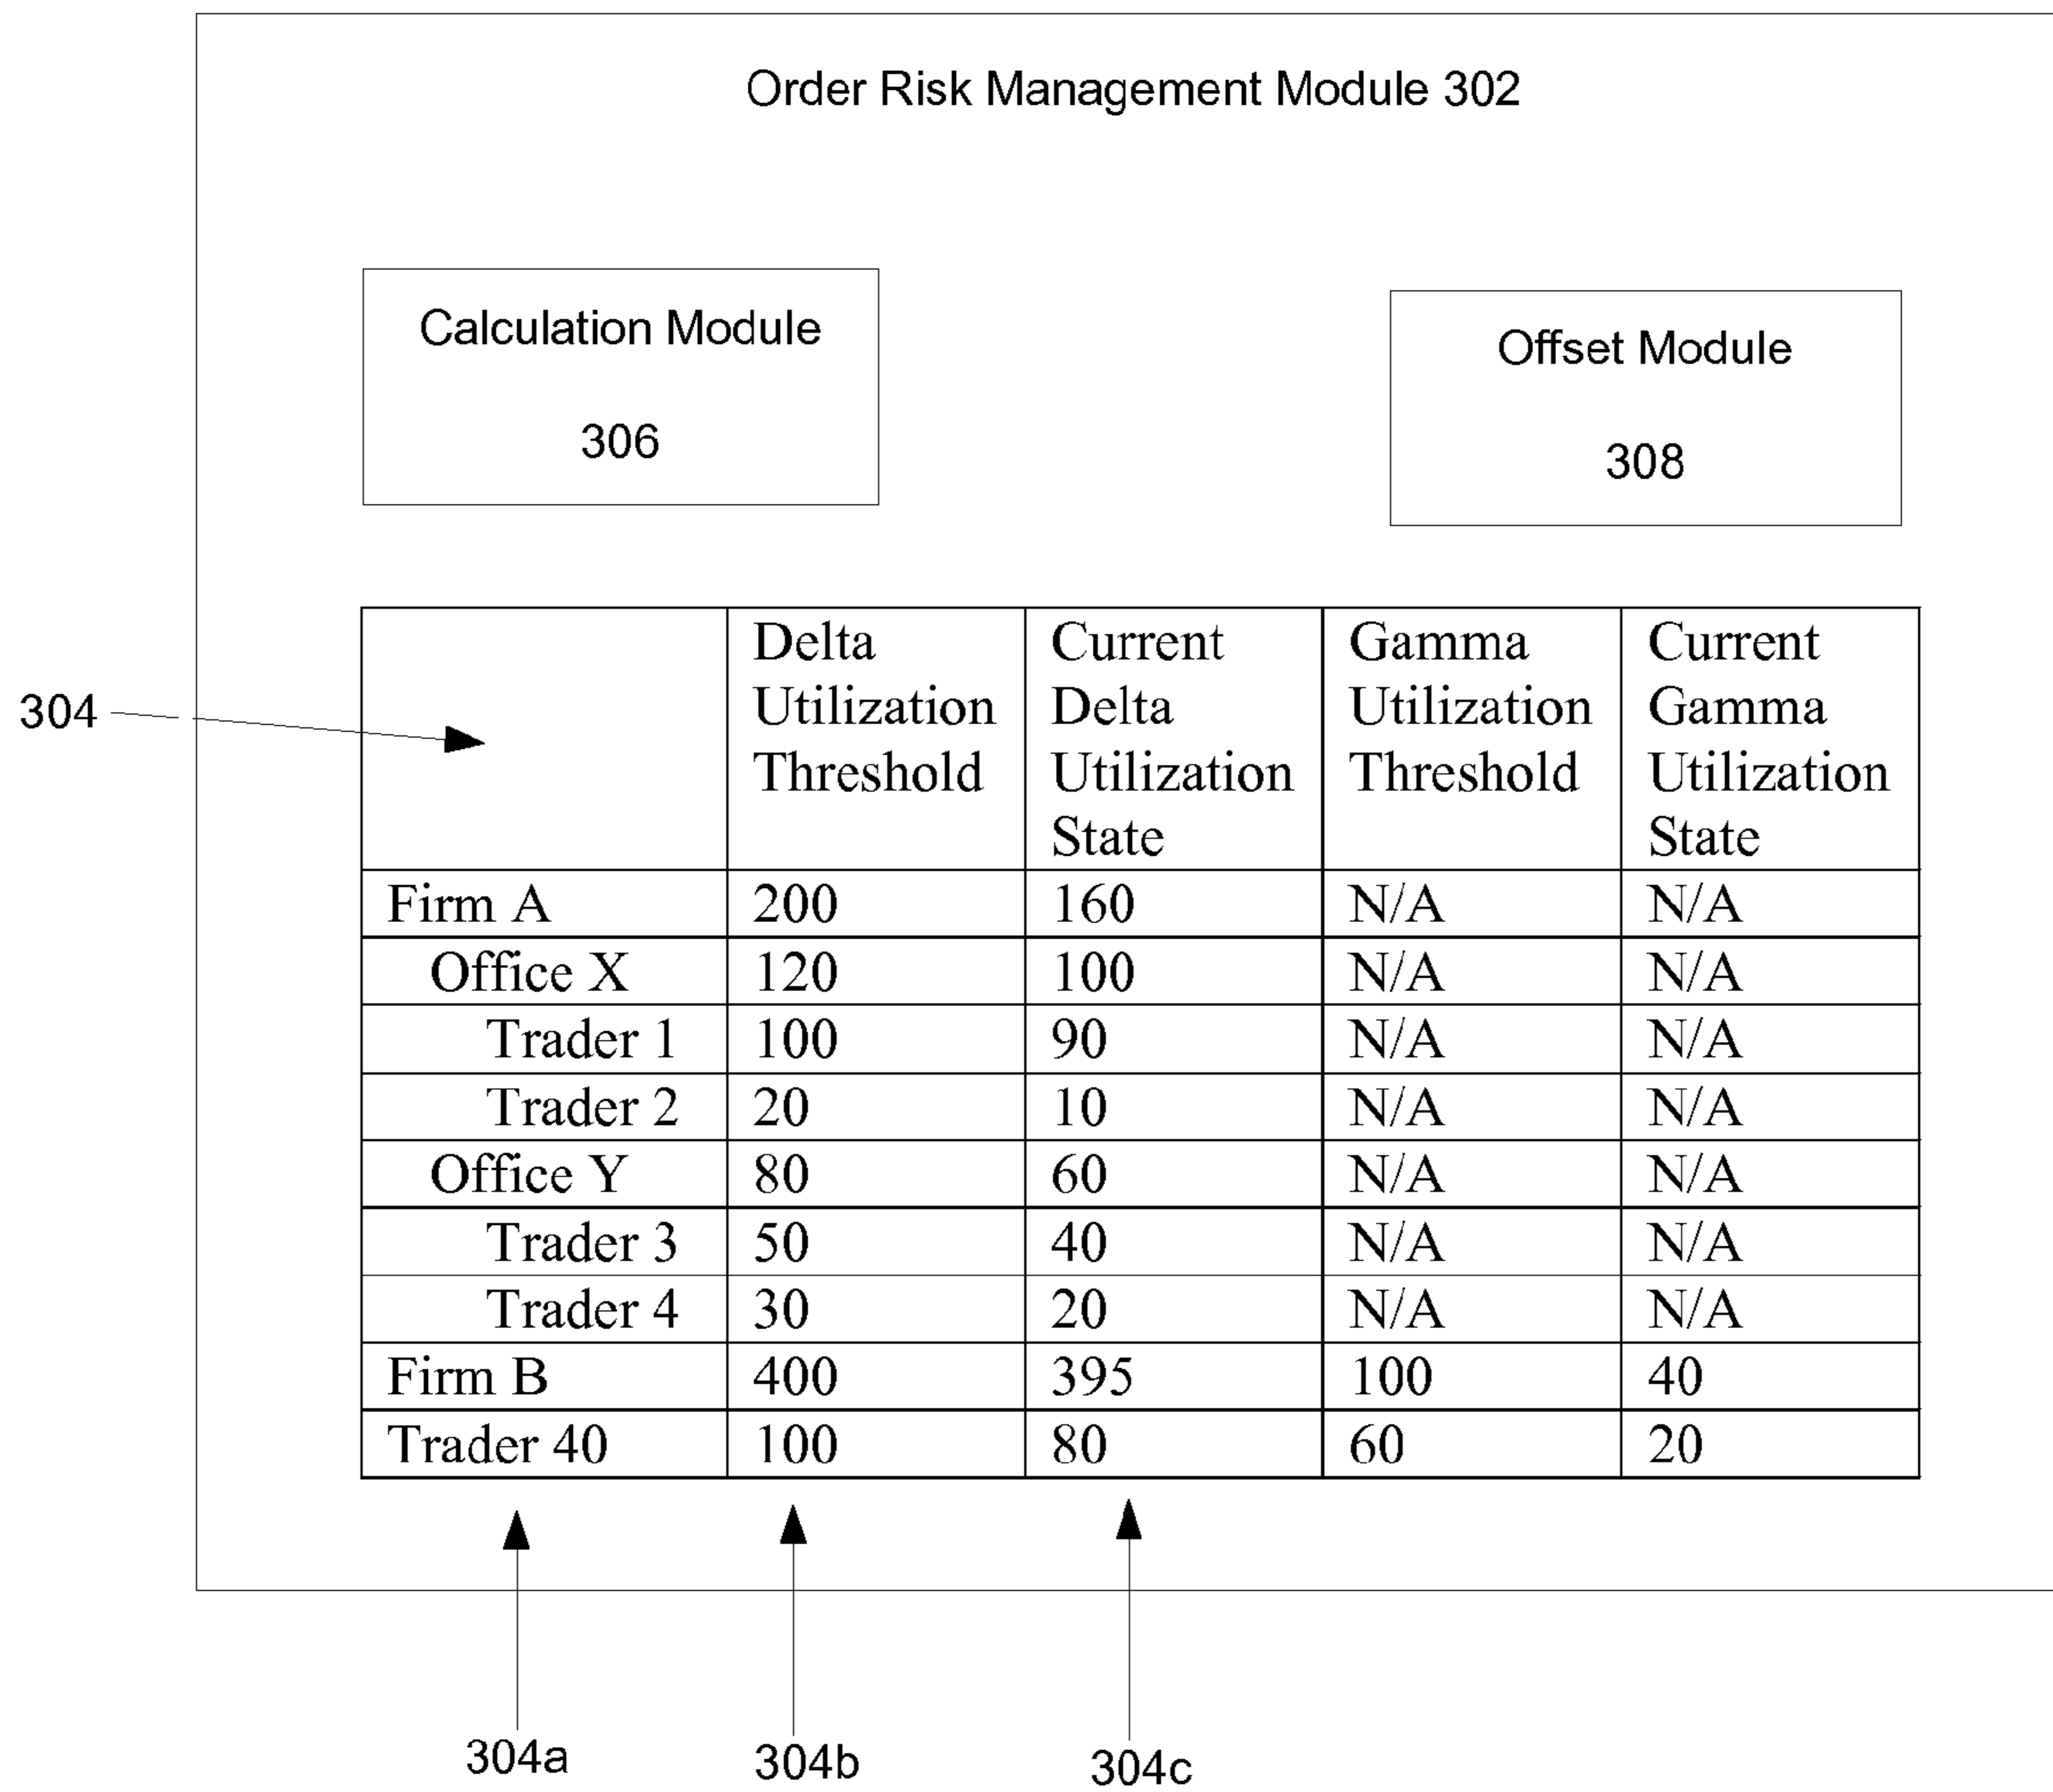 Order Risk Management Module 302
Calculation Module
306
Offset Module
308
304
Delta Utilization Threshold
Current Delta Utilization State
Gamma Utilization Threshold
Current Gamma Utilization State
Firm A 200 160 N/A N/A
Office X 120 100 N/A N/A
Trader 1 100 90 N/A N/A
Trader 2 20 10 N/A N/A
Office Y 80 60 N/A N/A
Trader 3 50 40 N/A N/A
Trader 4 30 20 N/A N/A
Firm B 400 395 100 40
Trader 40 100 80 60 20
304a 304b 304c